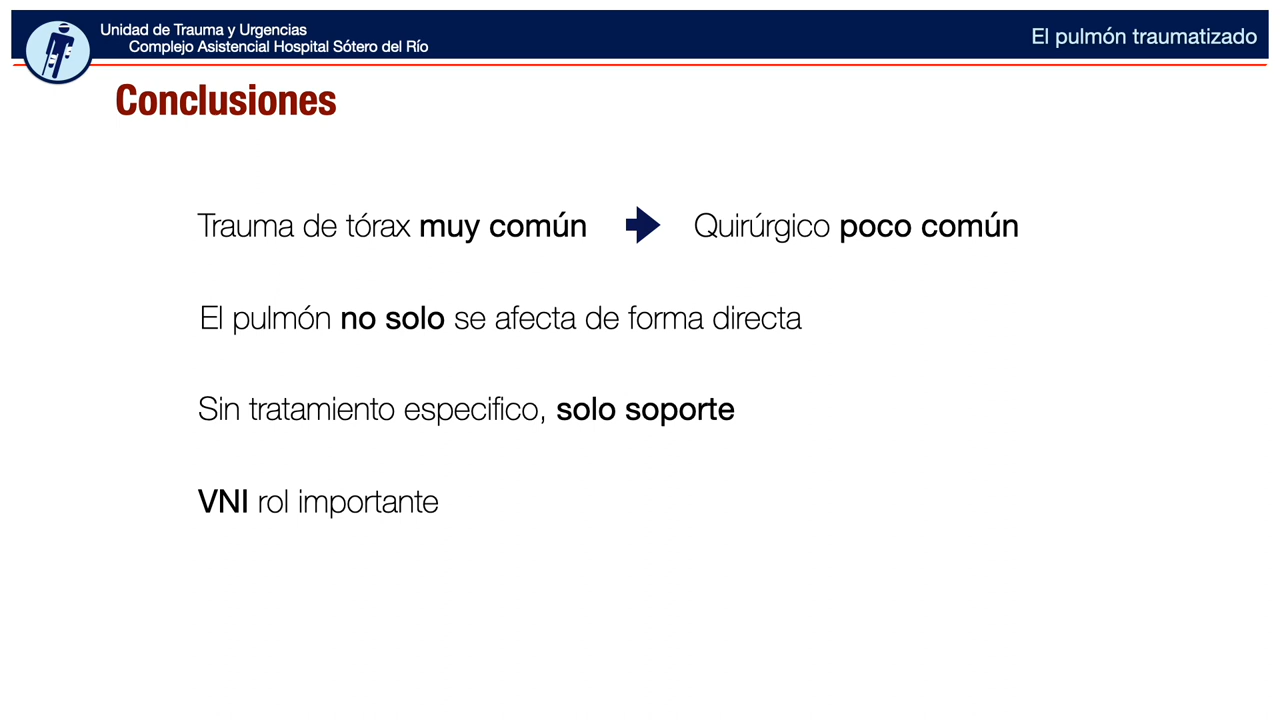 Unidad de Trauma y Urgencias
Complejo Asistencial Hospital Sótero del Río
El pulmón traumatizado
Conclusiones
Trauma de tórax muy común Quirúrgico poco común
El pulmón no solo se afecta de forma directa
Sin tratamiento especifico, solo soporte
VNI rol importante